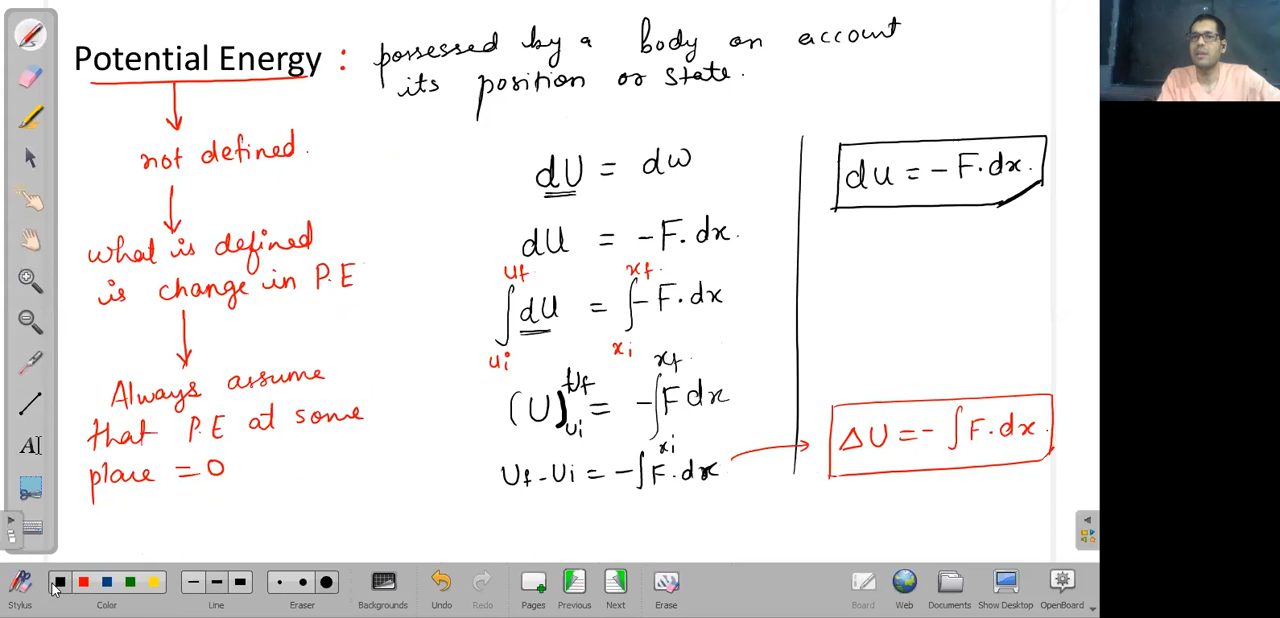 Potential Energy : possessed by a body on account
its position or state.
not defined.
what is defined
is change in P.E
Always assume
that P.E at some
place = 0
dU = dw
dU = -F.dx.
Uf xf.
∫dU = ∫-F.dx
Ui xi
(U)Uf Ui = -∫F dx
xf.
xi
Uf - Ui = -∫F.dx
du = -F.dx.
ΔU = -∫F.dx.
A
Stylus
Color
Line
Eraser
Backgrounds
Undo
Redo
Pages
Previous
Next
Erase
Board
Web
Documents
Show Desktop
OpenBoard